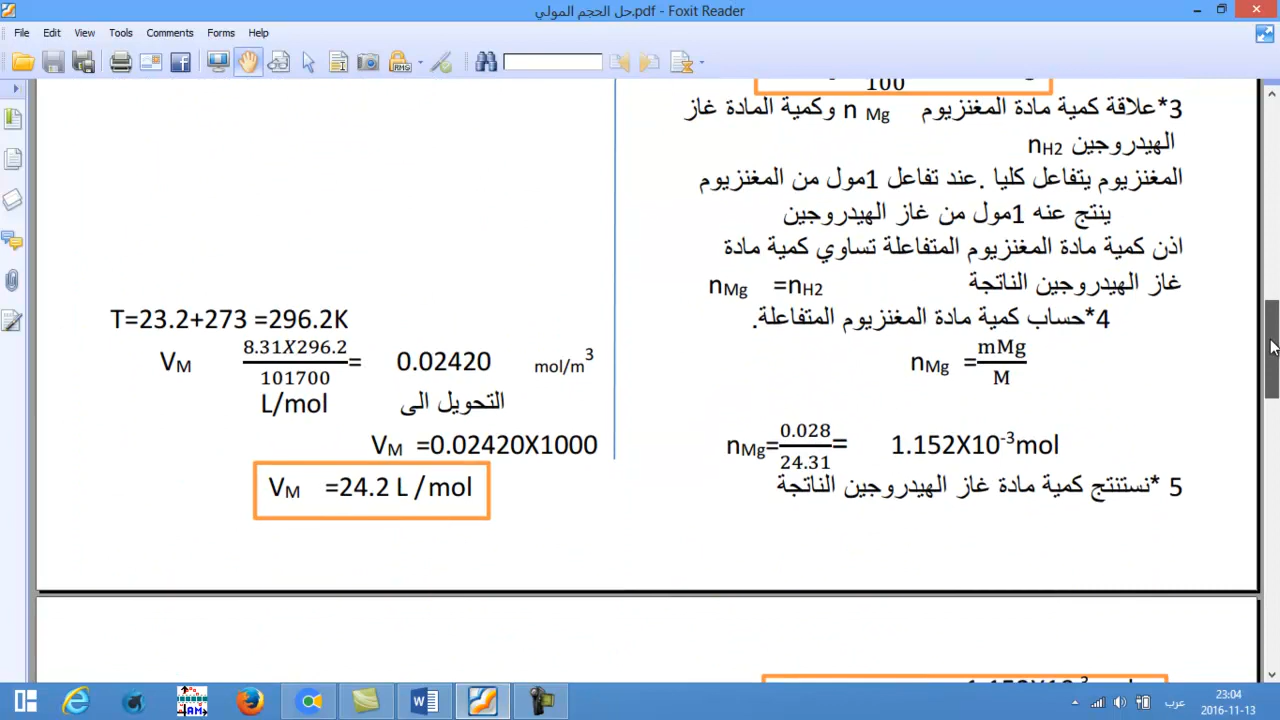 حل الحجم المولي.pdf - Foxit Reader
File Edit View Tools Comments Forms Help
100
3*علاقة كمية مادة المغنزيوم n Mg وكمية المادة غاز
الهيدروجين nH2
المغنزيوم يتفاعل كليا .عند تفاعل 1مول من المغنزيوم
ينتج عنه 1مول من غاز الهيدروجين
اذن كمية مادة المغنزيوم المتفاعلة تساوي كمية مادة
غاز الهيدروجين الناتجة nMg =nH2
4*حساب كمية مادة المغنزيوم المتفاعلة.
nMg =mMg/M
nMg=0.028/24.31= 1.152X10⁻³mol
5 *نستنتج كمية مادة غاز الهيدروجين الناتجة
T=23.2+273 =296.2K
VM 8.31X296.2/101700= 0.02420 mol/m³
التحويل الى L/mol
VM =0.02420X1000
VM =24.2 L /mol
عرب
23:04
2016-11-13